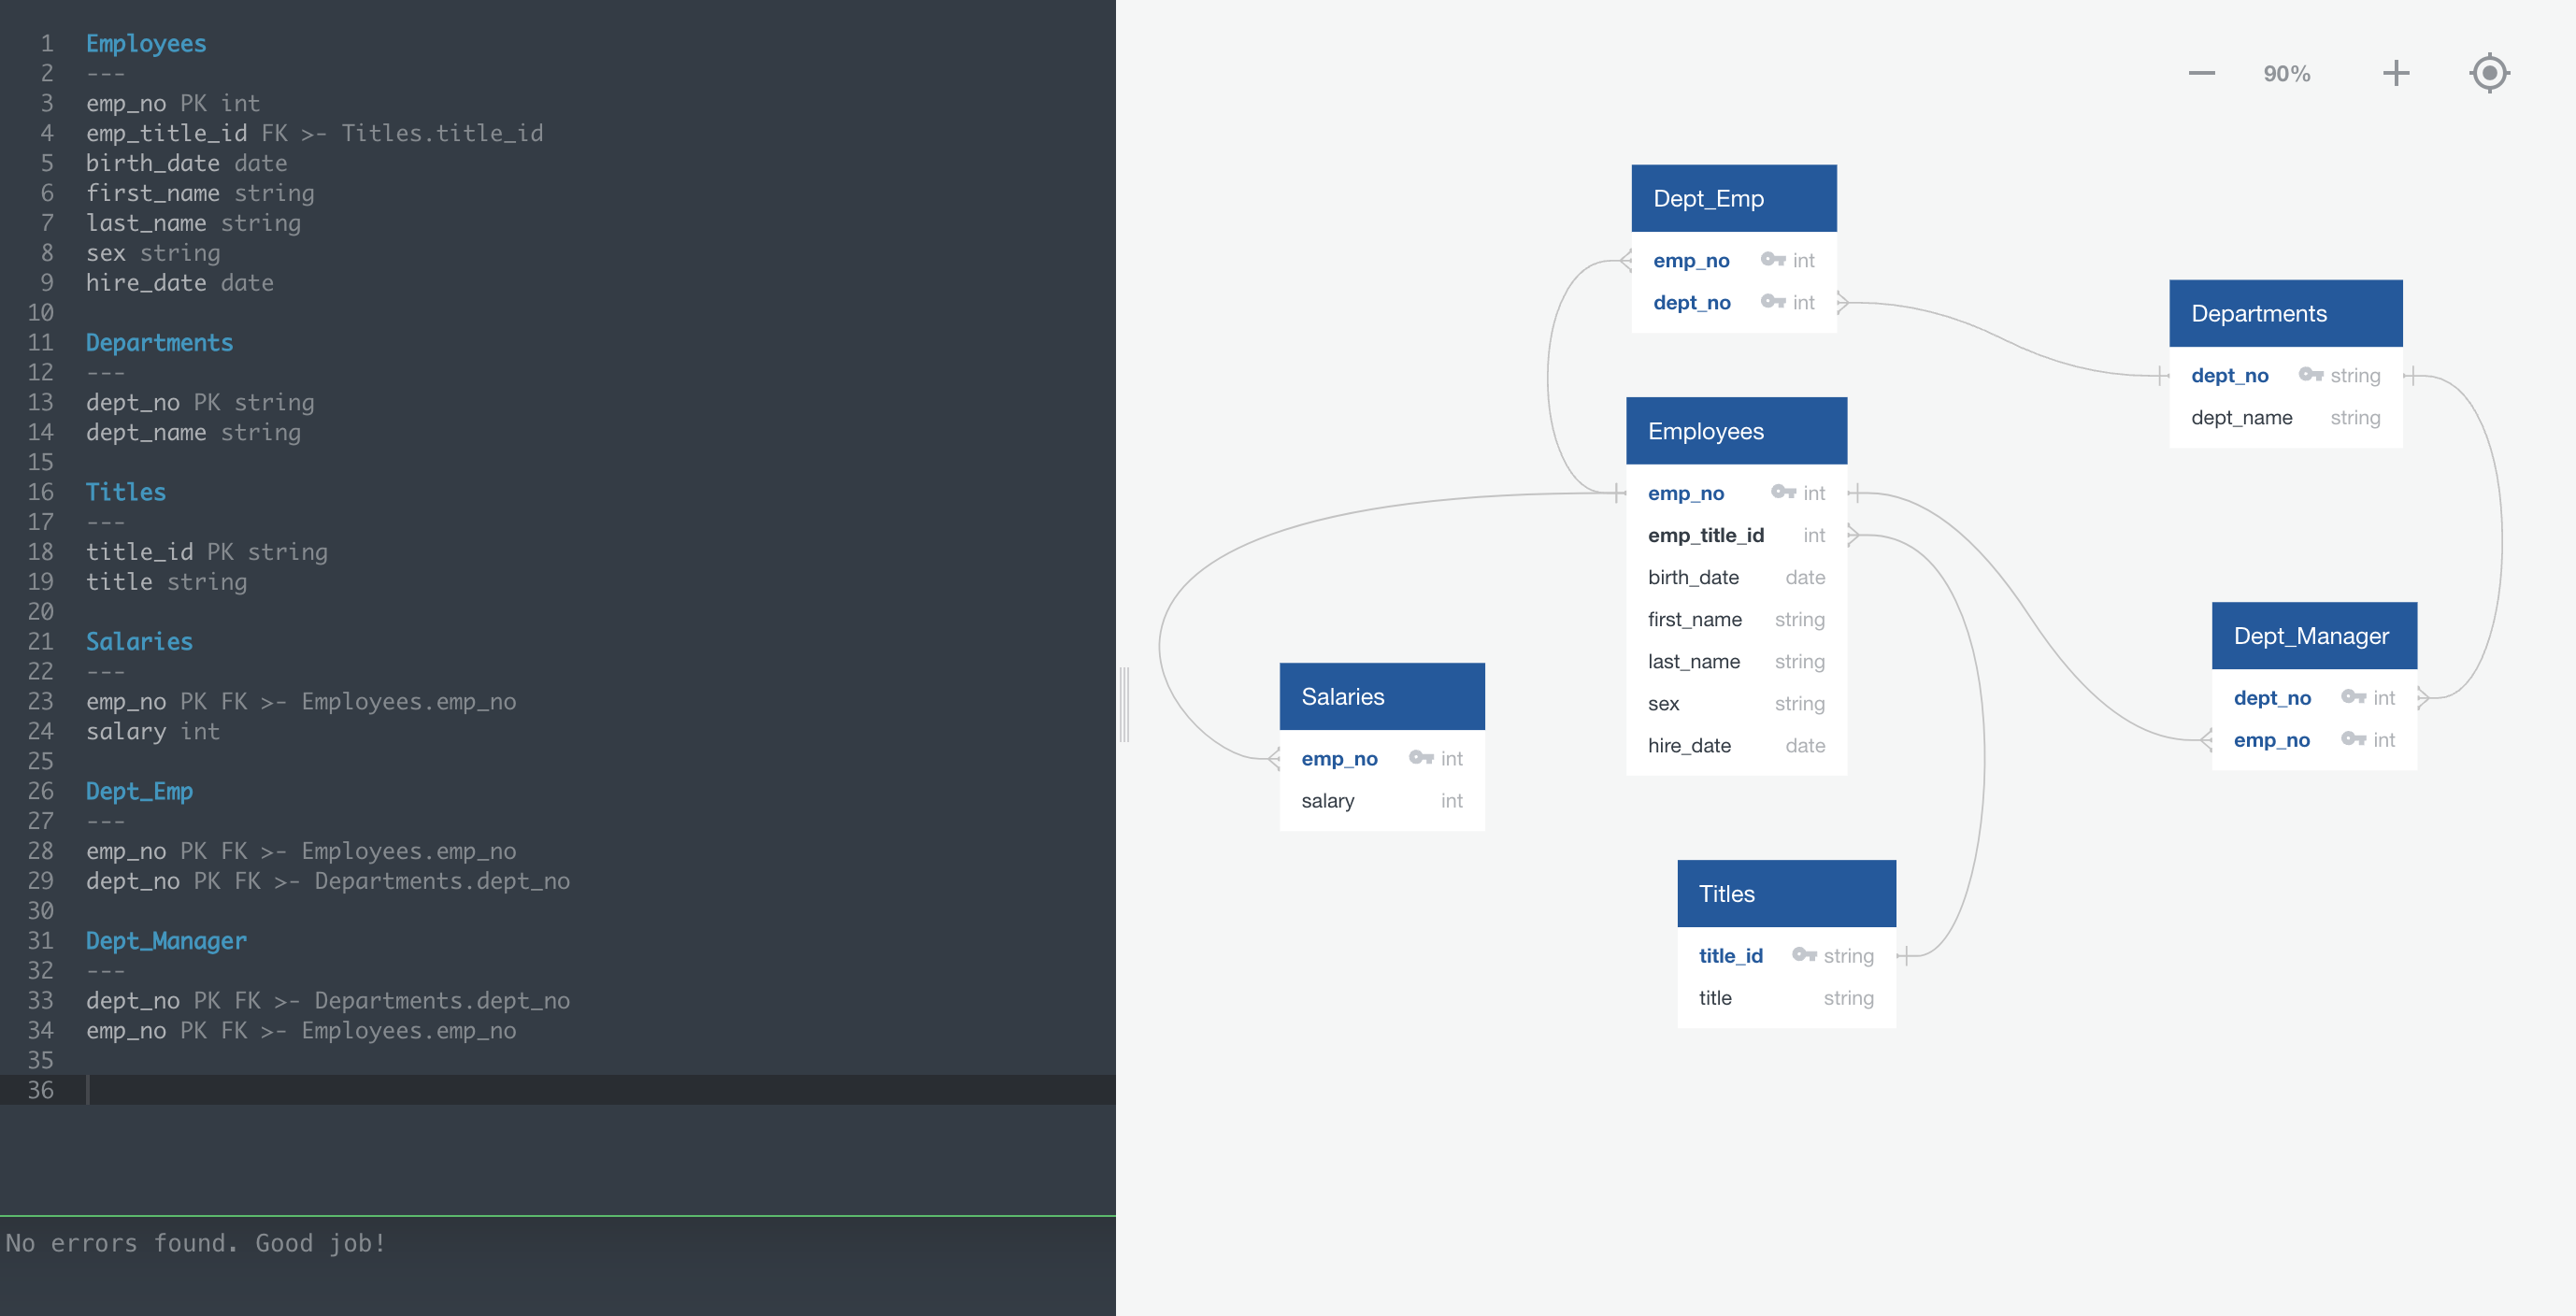 1 Employees
2 ---
3 emp_no PK int
4 emp_title_id FK >- Titles.title_id
5 birth_date date
6 first_name string
7 last_name string
8 sex string
9 hire_date date
10
11 Departments
12 ---
13 dept_no PK string
14 dept_name string
15
16 Titles
17 ---
18 title_id PK string
19 title string
20
21 Salaries
22 ---
23 emp_no PK FK >- Employees.emp_no
24 salary int
25
26 Dept_Emp
27 ---
28 emp_no PK FK >- Employees.emp_no
29 dept_no PK FK >- Departments.dept_no
30
31 Dept_Manager
32 ---
33 dept_no PK FK >- Departments.dept_no
34 emp_no PK FK >- Employees.emp_no
35
36
No errors found. Good job!
90%
Dept_Emp
emp_no int
dept_no int
Departments
dept_no string
dept_name string
Employees
emp_no int
emp_title_id int
birth_date date
first_name string
last_name string
sex string
hire_date date
Dept_Manager
dept_no int
emp_no int
Salaries
emp_no int
salary int
Titles
title_id string
title string